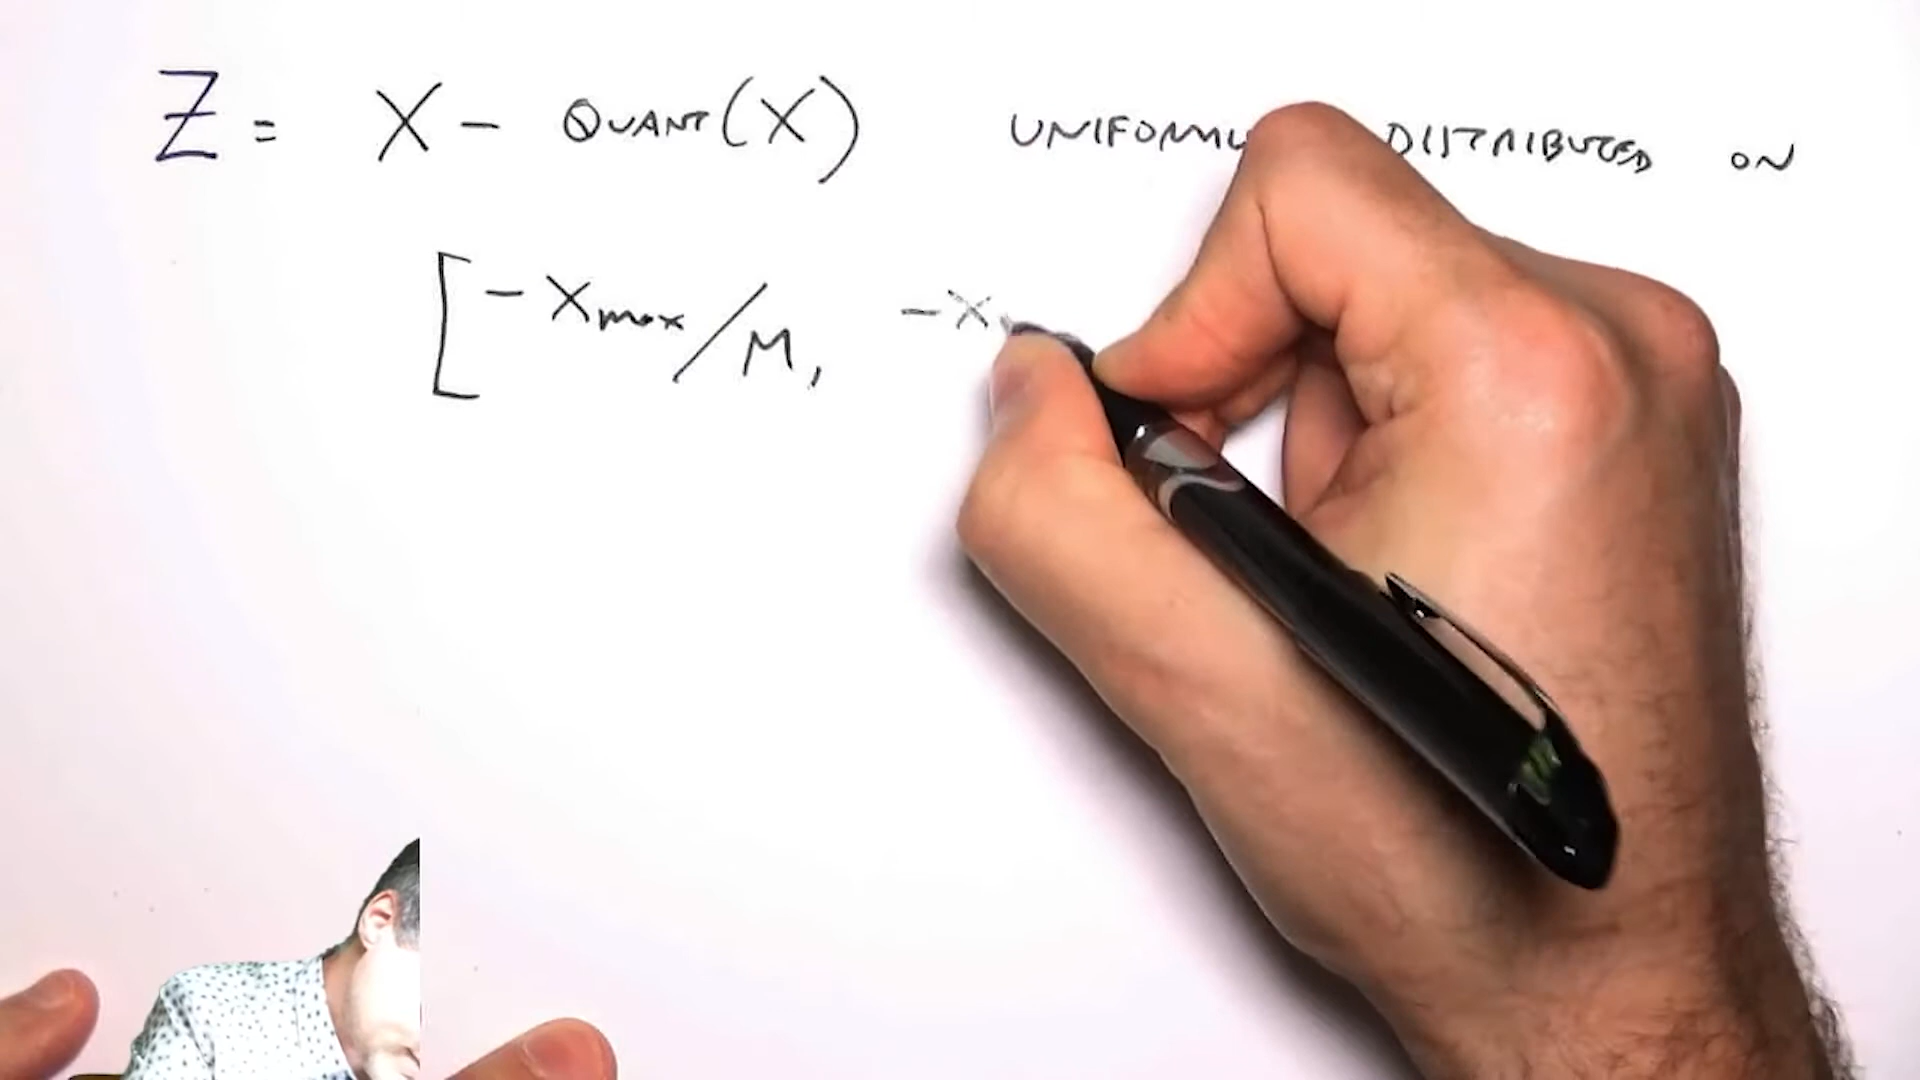 Z = X - QUANT(X) UNIFORMLY DISTRIBUTED ON
[-Xmax/M, -X